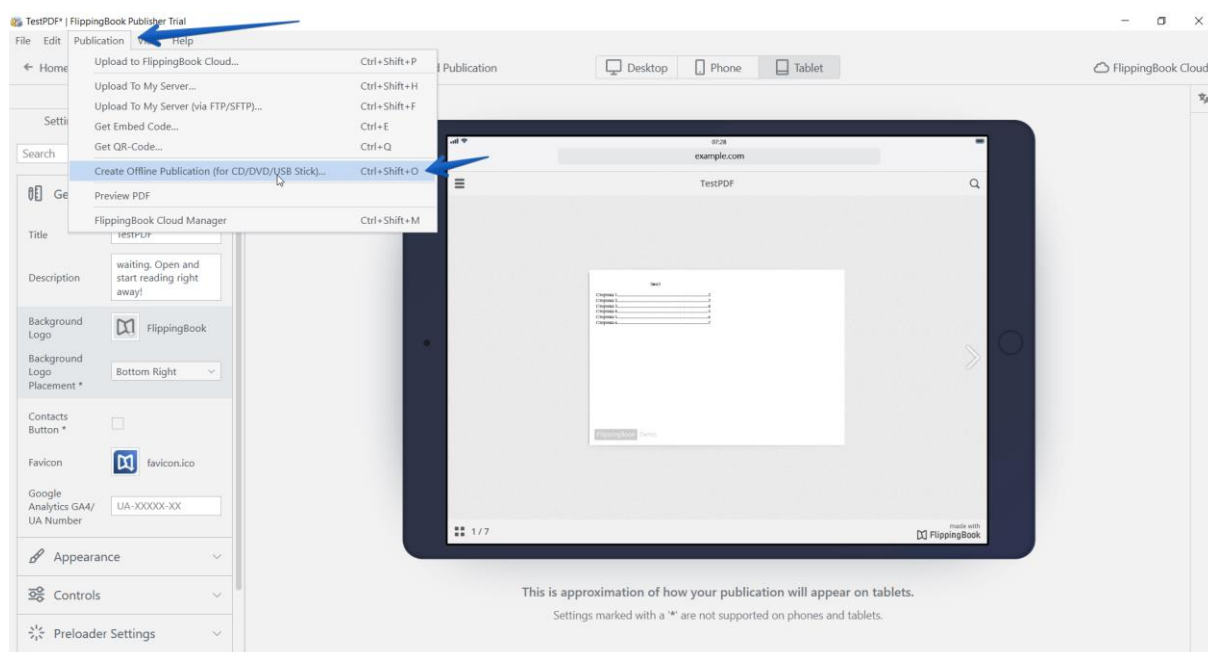 TestPDF* | FlippingBook Publisher Trial
File Edit Publication Help
Home
Publication
Desktop Phone Tablet
FlippingBook Cloud
Upload to FlippingBook Cloud... Ctrl+Shift+P
Upload To My Server... Ctrl+Shift+H
Upload To My Server (via FTP/SFTP)... Ctrl+Shift+F
Get Embed Code... Ctrl+E
Get QR-Code... Ctrl+Q
Create Offline Publication (for CD/DVD/USB Stick)... Ctrl+Shift+O
Preview PDF
FlippingBook Cloud Manager Ctrl+Shift+M
Setti
Search
Ge
Title TestPDF
Description
waiting. Open and
start reading right
away!
Background
Logo
FlippingBook
Background
Logo
Placement *
Bottom Right
Contacts
Button *
Favicon favicon.ico
Google
Analytics GA4/
UA Number
UA-XXXXX-XX
Appearance
Controls
Preloader Settings
07:28
example.com
TestPDF
FlippingBook Demo
1 / 7
made with
FlippingBook
This is approximation of how your publication will appear on tablets.
Settings marked with a '*' are not supported on phones and tablets.